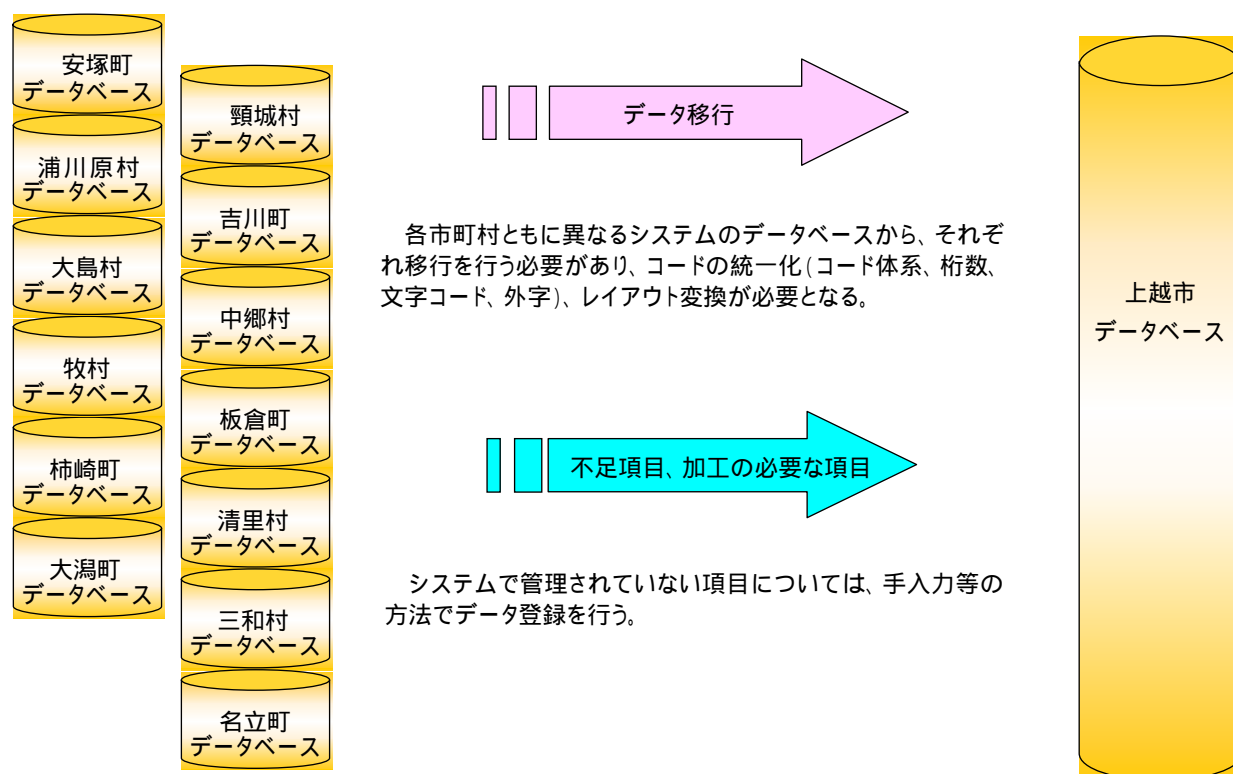 安塚町
データベース
浦川原村
データベース
大島村
データベース
牧村
データベース
柿崎町
データベース
大潟町
データベース
頸城村
データベース
吉川町
データベース
中郷村
データベース
板倉町
データベース
清里村
データベース
三和村
データベース
名立町
データベース
データ移行
各市町村ともに異なるシステムのデータベースから、それぞ
れ移行を行う必要があり、コードの統一化(コード体系、桁数、
文字コード、外字)、レイアウト変換が必要となる。
不足項目、加工の必要な項目
システムで管理されていない項目については、手入力等の
方法でデータ登録を行う。
上越市
データベース